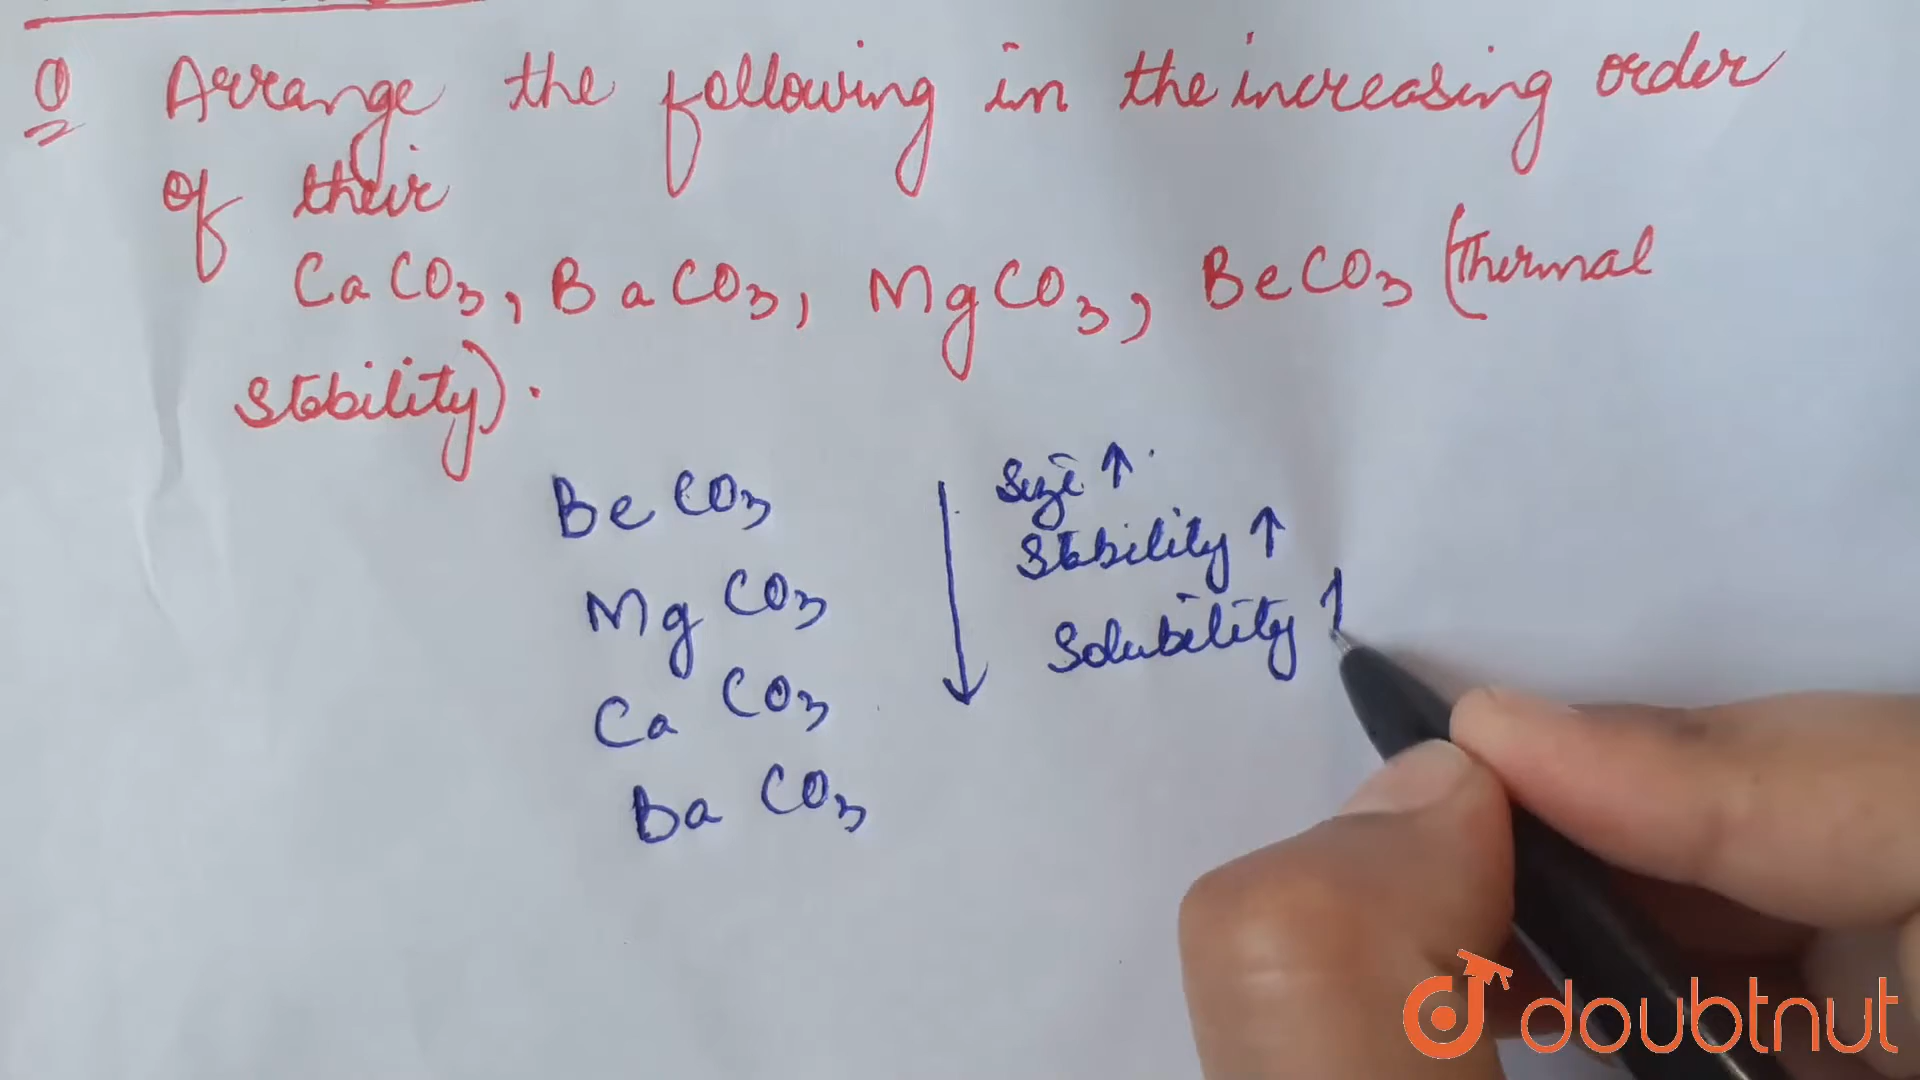 Q Arrange the following in the increasing order
of their
CaCO3, BaCO3, MgCO3, BeCO3 (Thermal
stability).
BeCO3
MgCO3
CaCO3
BaCO3
Size ↑
Stability ↑
Solubility ↑
doubtnut